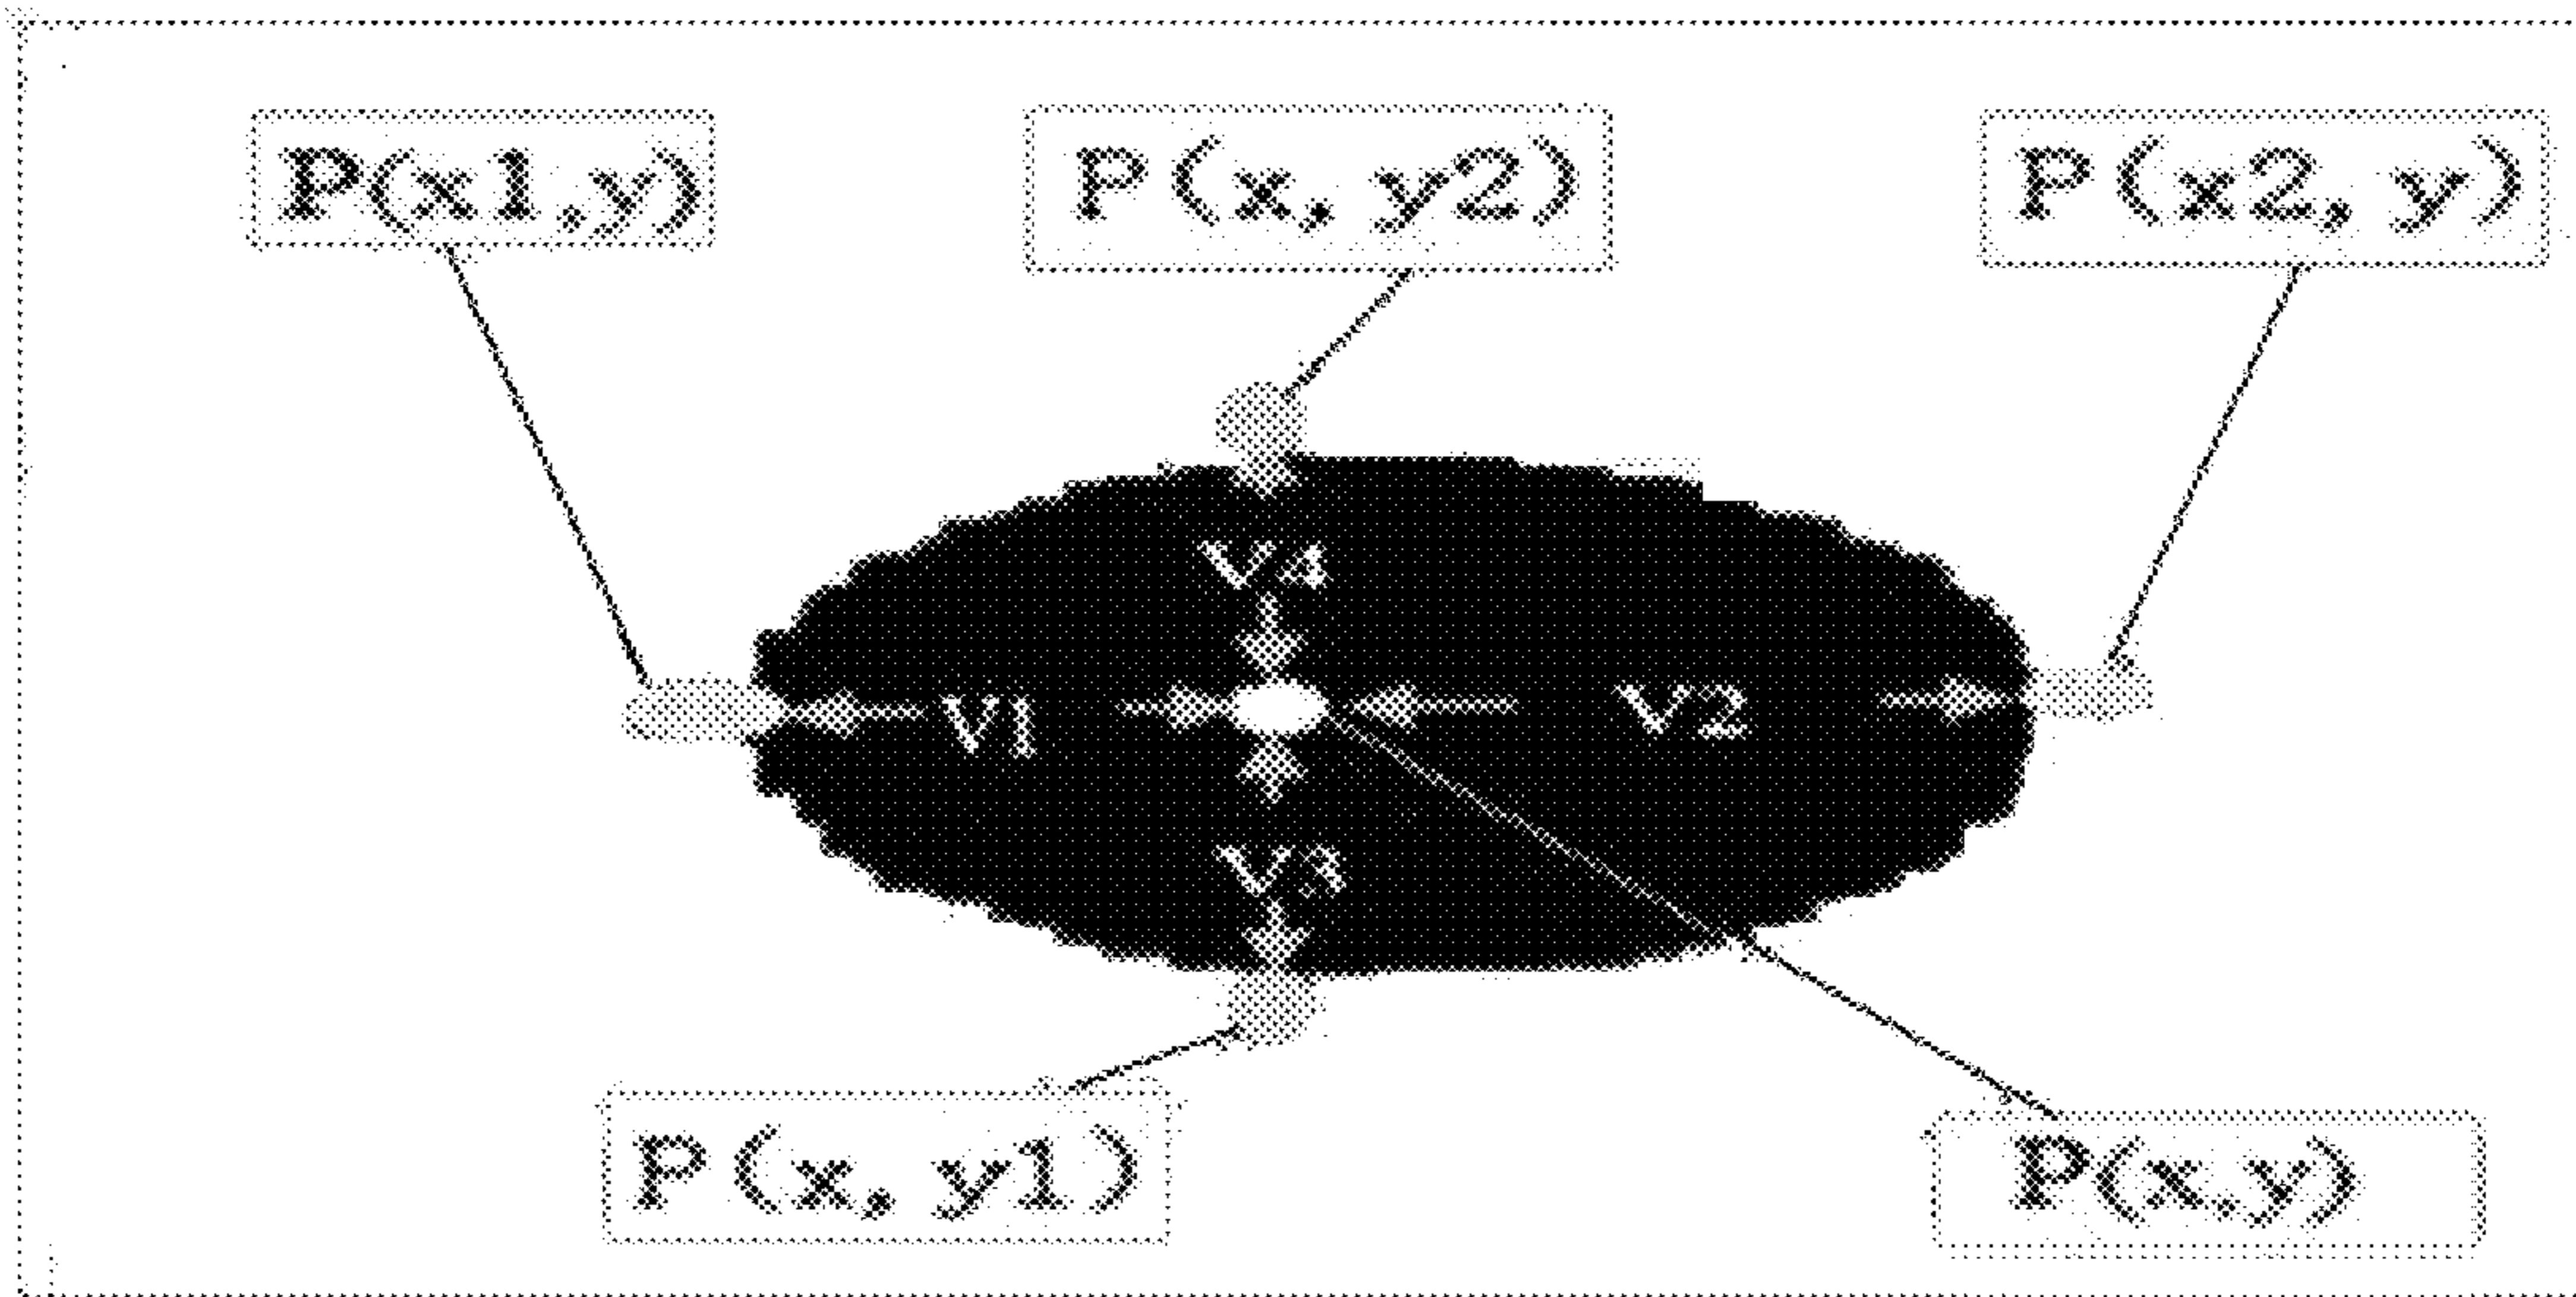 P(x1,y)
P(x, y2)
P(x2, y)
V4
V1
V2
V3
P(x, y1)
P(x,y)